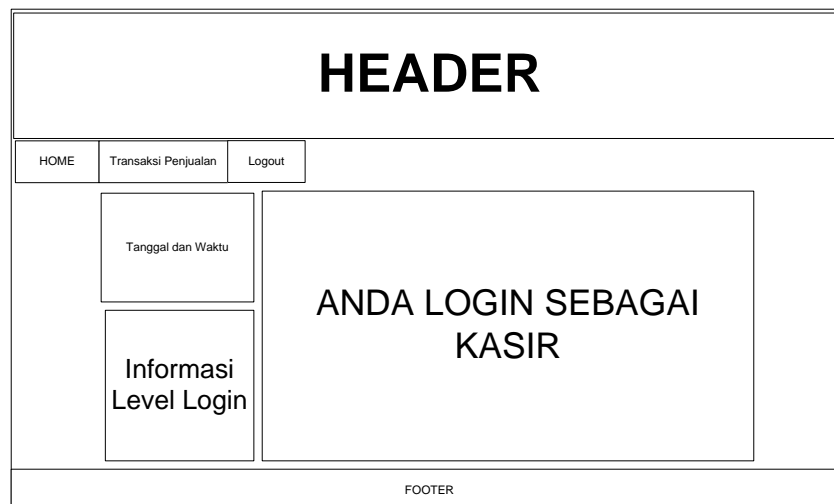 HEADER
HOME
Transaksi Penjualan
Logout
Tanggal dan Waktu
ANDA LOGIN SEBAGAI
KASIR
Informasi
Level Login
FOOTER